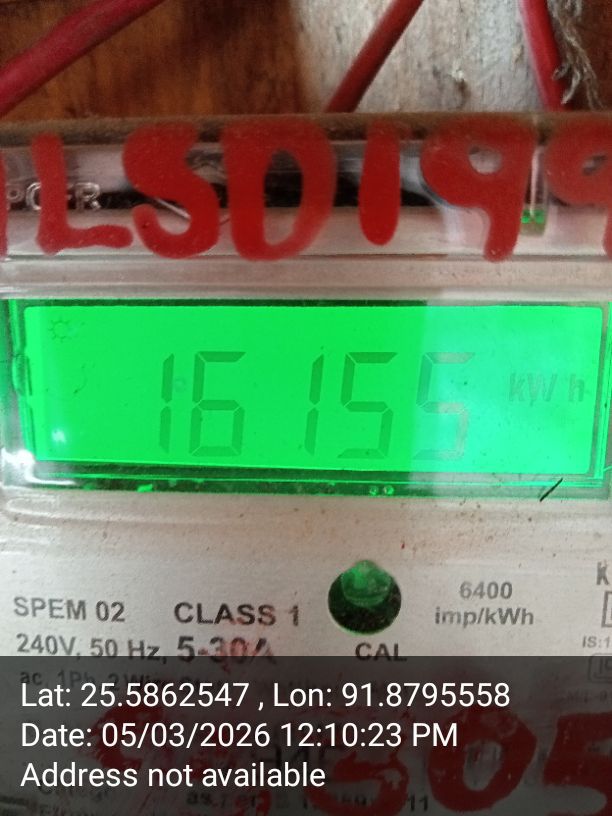 LSD199
16155 kWh
SPEM 02 CLASS 1
6400
imp/kWh
240V, 50 Hz, 5-30A
CAL
Lat: 25.5862547 , Lon: 91.8795558
Date: 05/03/2026 12:10:23 PM
Address not available